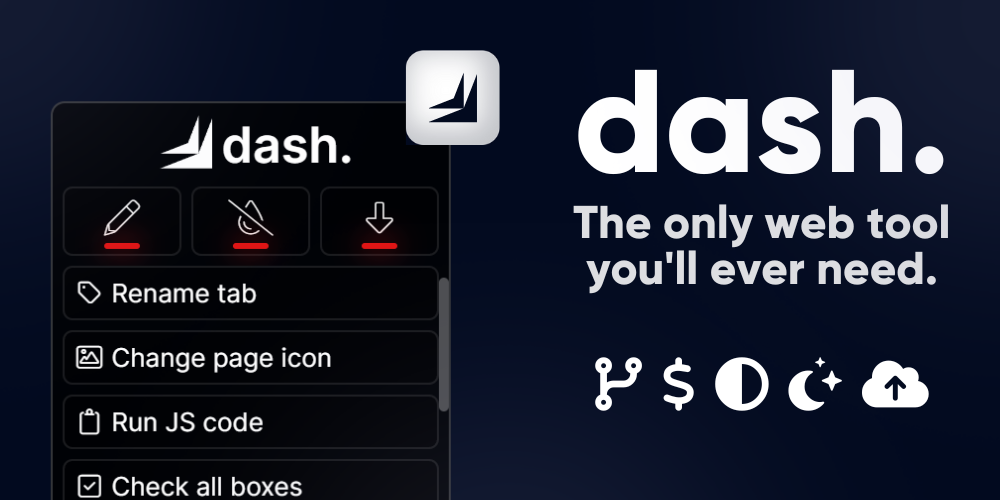 dash.
Rename tab
Change page icon
Run JS code
Check all boxes
dash.
The only web tool
you'll ever need.